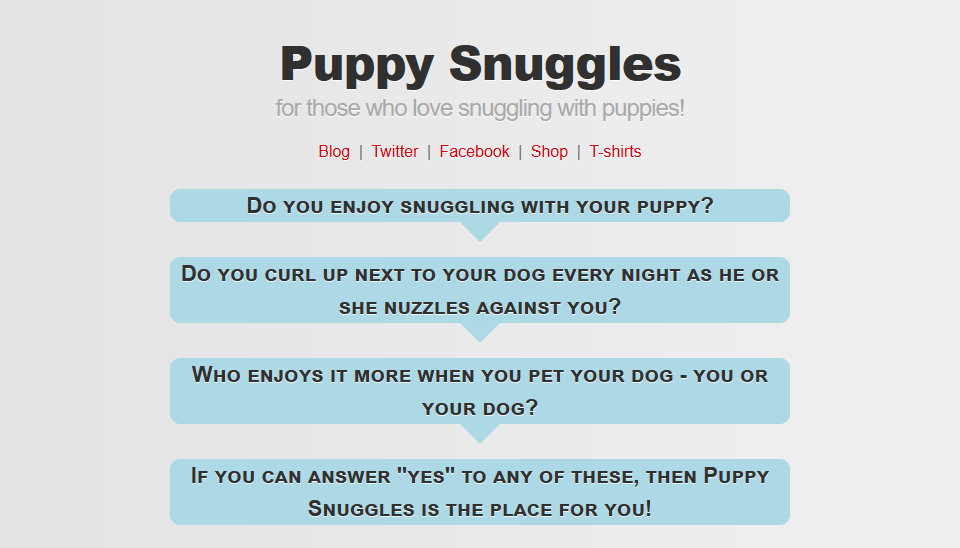 Puppy Snuggles
for those who love snuggling with puppies!
Blog | Twitter | Facebook | Shop | T-shirts
Do you enjoy snuggling with your puppy?
Do you curl up next to your dog every night as he or
she nuzzles against you?
Who enjoys it more when you pet your dog - you or
your dog?
If you can answer "yes" to any of these, then Puppy
Snuggles is the place for you!